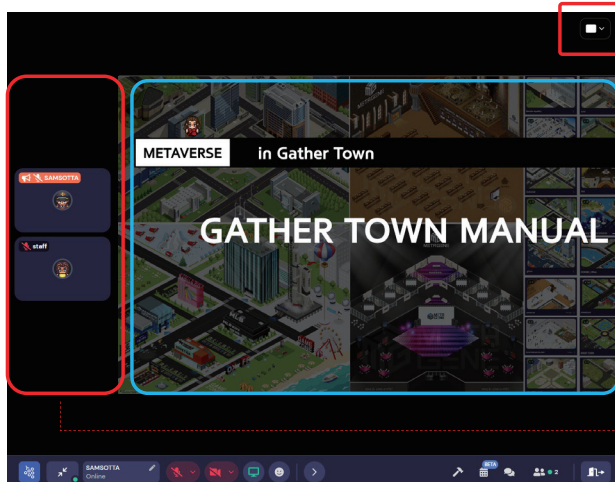 SAMSOTTA
staff
METAVERSE in Gather Town
GATHER TOWN MANUAL
SAMSOTTA
Online
BETA
2